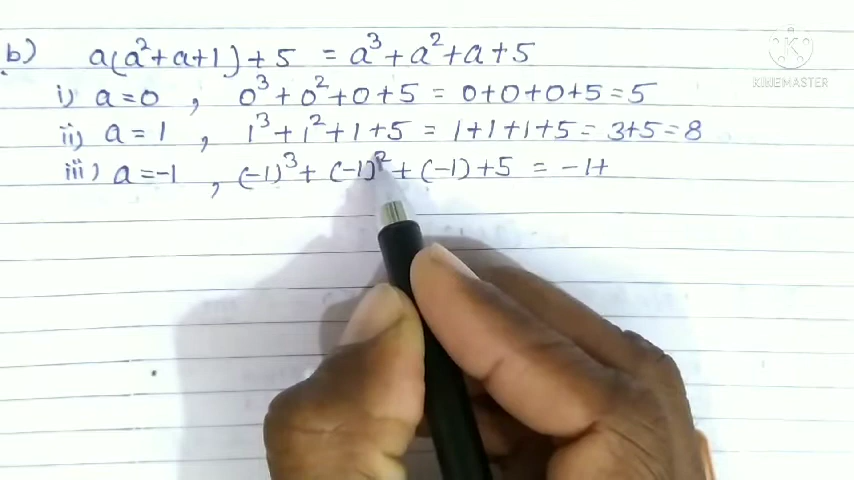 b) a(a²+a+1)+5 = a³+a²+a+5
i) a=0 , 0³+0²+0+5 = 0+0+0+5=5
ii) a=1 , 1³+1²+1+5 = 1+1+1+5=3+5=8
iii) a=-1 , (-1)³+(-1)²+(-1)+5 = -1+
K
KINEMASTER